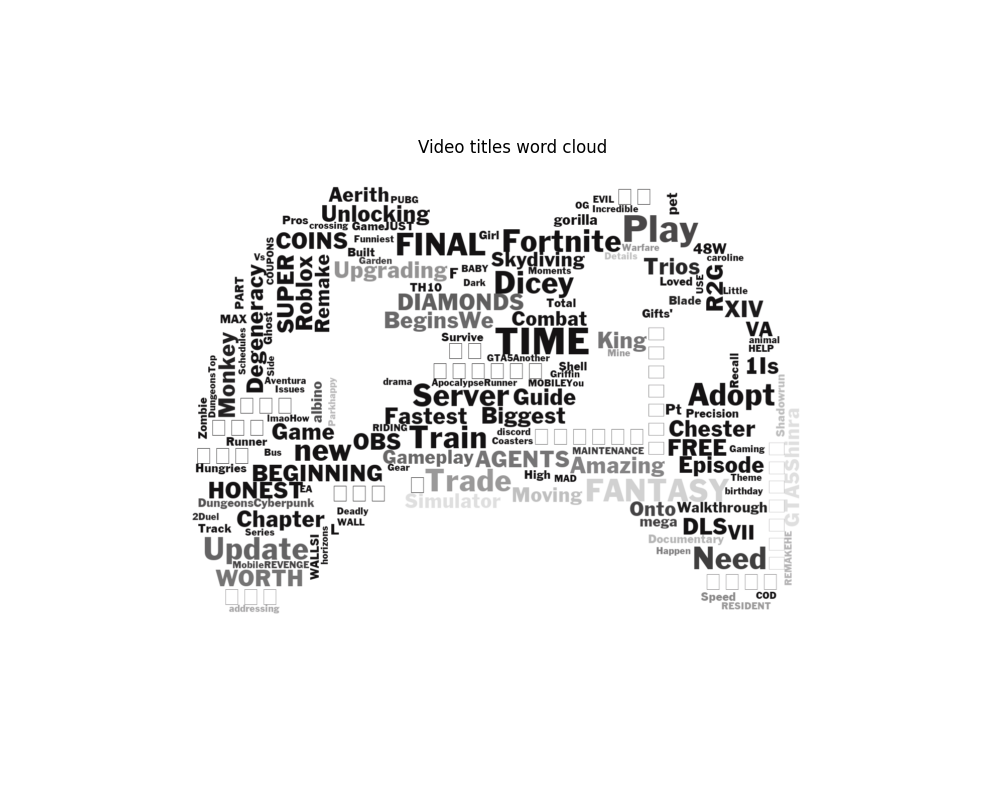 Video titles word cloud
Aerith
PUBG
EVIL
pet
Unlocking
OG
Incredible
Pros
crossing
GameJUST
gorilla
Play
COINS
Funniest
FINAL
Girl
Fortnite
Warfare
48W
Vs
COUPONS
Built
Garden
Skydiving
Details
caroline
Upgrading
F
BABY
Moments
Trios
R2G
SUPER
Roblox
Remake
TH10
Dark
Dicey
Loved
USE
Little
PART
Degeneracy
DIAMONDS
Total
Blade
XIV
MAX
Ghost
BeginsWe
Combat
Gifts'
VA
Monkey
Schedules
Survive
TIME
King
animal
HELP
Side
GTA5Another
Mine
DungeonsTop
Shell
Griffin
Recall
1Is
Aventura
Issues
albino
Parkhappy
drama
ApocalypseRunner
MOBILEYou
Shadowrun
Zombie
Server
Guide
Adopt
lmaoHow
Fastest
Biggest
Pt
Precision
GTA5Shinra
Game
RIDING
discord
Chester
Runner
OBS
Train
Coasters
new
Bus
MAINTENANCE
FREE
Gaming
Hungries
BEGINNING
Gear
Gameplay
AGENTS
Amazing
Episode
High
MAD
Theme
HONEST
EA
Trade
FANTASY
birthday
DungeonsCyberpunk
Simulator
Moving
2Duel
Chapter
Deadly
WALL
Onto
Walkthrough
Track
Series
L
mega
DLS
VII
Update
WALLSI
horizons
Documentary
REMAKEHE
MobileREVENGE
Happen
Need
WORTH
Speed
COD
addressing
RESIDENT